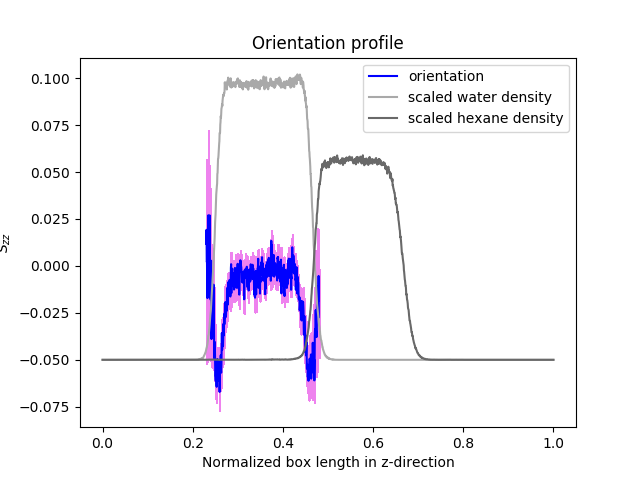 Orientation profile
orientation
scaled water density
scaled hexane density
0.100
0.075
0.050
0.025
0.000
−0.025
−0.050
−0.075
S_zz
0.0
0.2
0.4
0.6
0.8
1.0
Normalized box length in z-direction